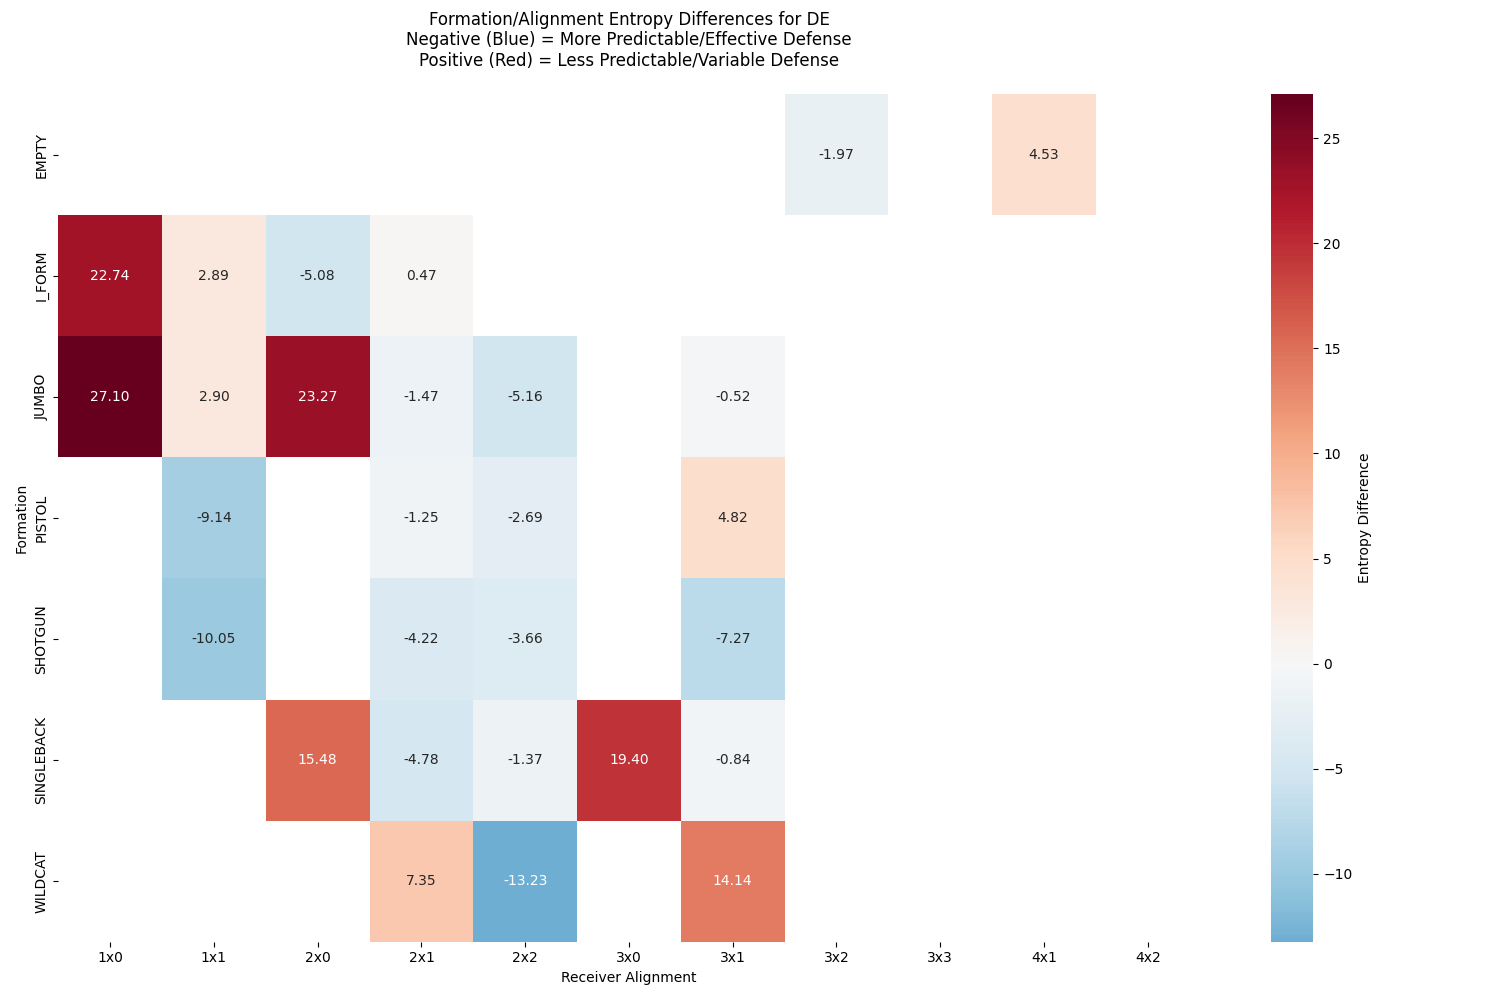 Formation/Alignment Entropy Differences for DE
Negative (Blue) = More Predictable/Effective Defense
Positive (Red) = Less Predictable/Variable Defense
Formation
EMPTY
-1.97 4.53
I_FORM
22.74 2.89 -5.08 0.47
JUMBO
27.10 2.90 23.27 -1.47 -5.16 -0.52
PISTOL
-9.14 -1.25 -2.69 4.82
SHOTGUN
-10.05 -4.22 -3.66 -7.27
SINGLEBACK
15.48 -4.78 -1.37 19.40 -0.84
WILDCAT
7.35 -13.23 14.14
1x0 1x1 2x0 2x1 2x2 3x0 3x1 3x2 3x3 4x1 4x2
Receiver Alignment
25
20
15
10
5
0
−5
−10
Entropy Difference